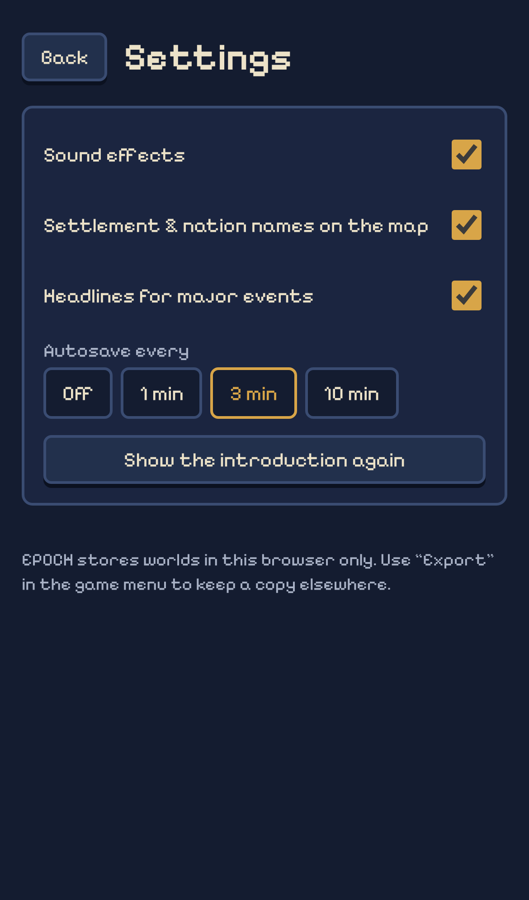 Back
Settings
Sound effects
Settlement & nation names on the map
Headlines for major events
Autosave every
Off
1 min
3 min
10 min
Show the introduction again
EPOCH stores worlds in this browser only. Use “Export”
in the game menu to keep a copy elsewhere.